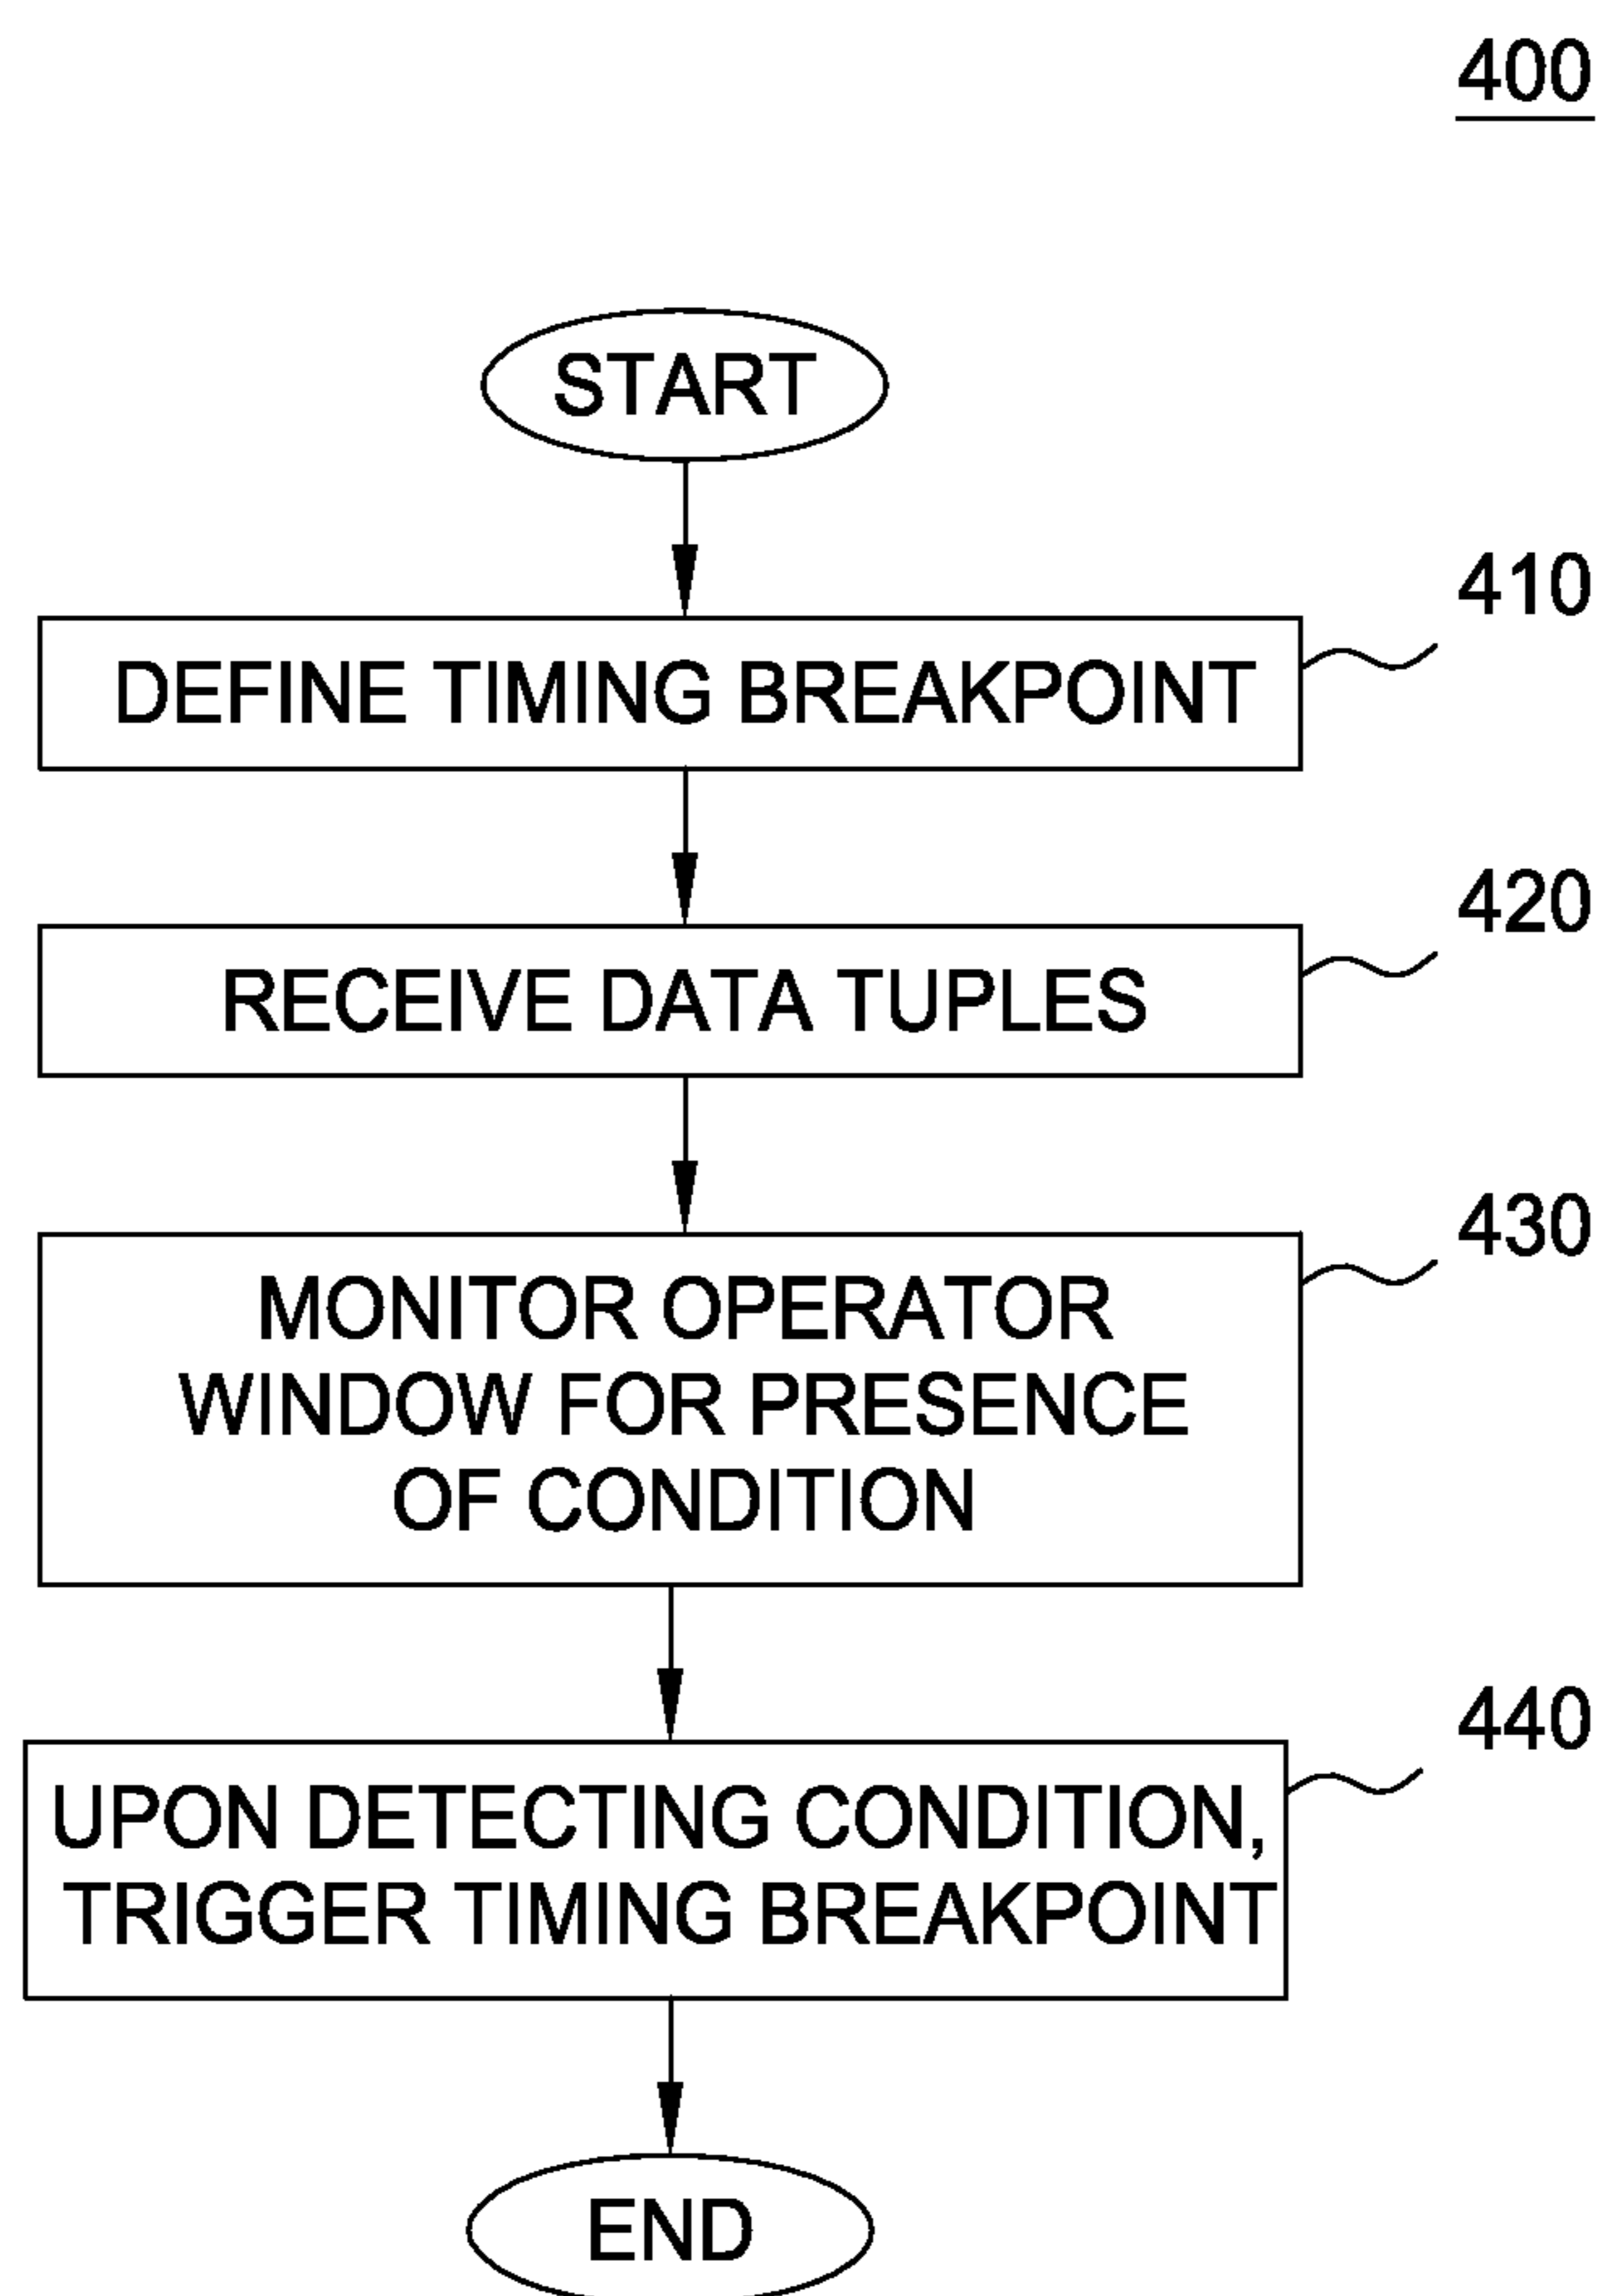 400
START
410
DEFINE TIMING BREAKPOINT
420
RECEIVE DATA TUPLES
430
MONITOR OPERATOR
WINDOW FOR PRESENCE
OF CONDITION
440
UPON DETECTING CONDITION,
TRIGGER TIMING BREAKPOINT
END